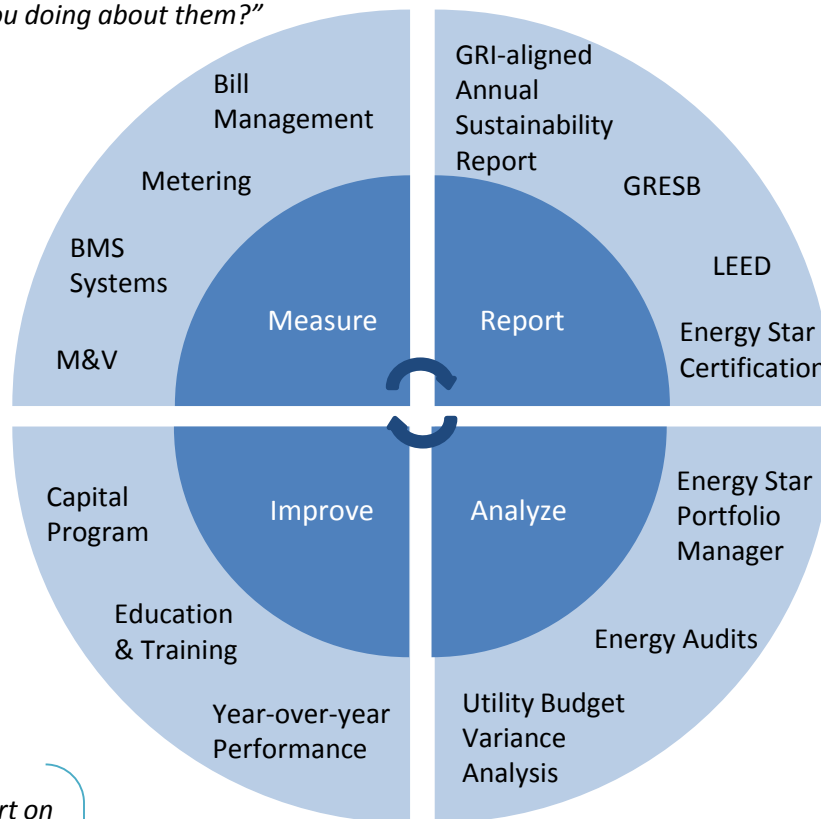 ou doing about them?”
Bill
Management
Metering
BMS
Systems
M&V
Measure
GRI-aligned
Annual
Sustainability
Report
GRESB
LEED
Energy Star
Certification
Report
Capital
Program
Education
& Training
Year-over-year
Performance
Improve
Analyze
Energy Star
Portfolio
Manager
Energy Audits
Utility Budget
Variance
Analysis
rt on